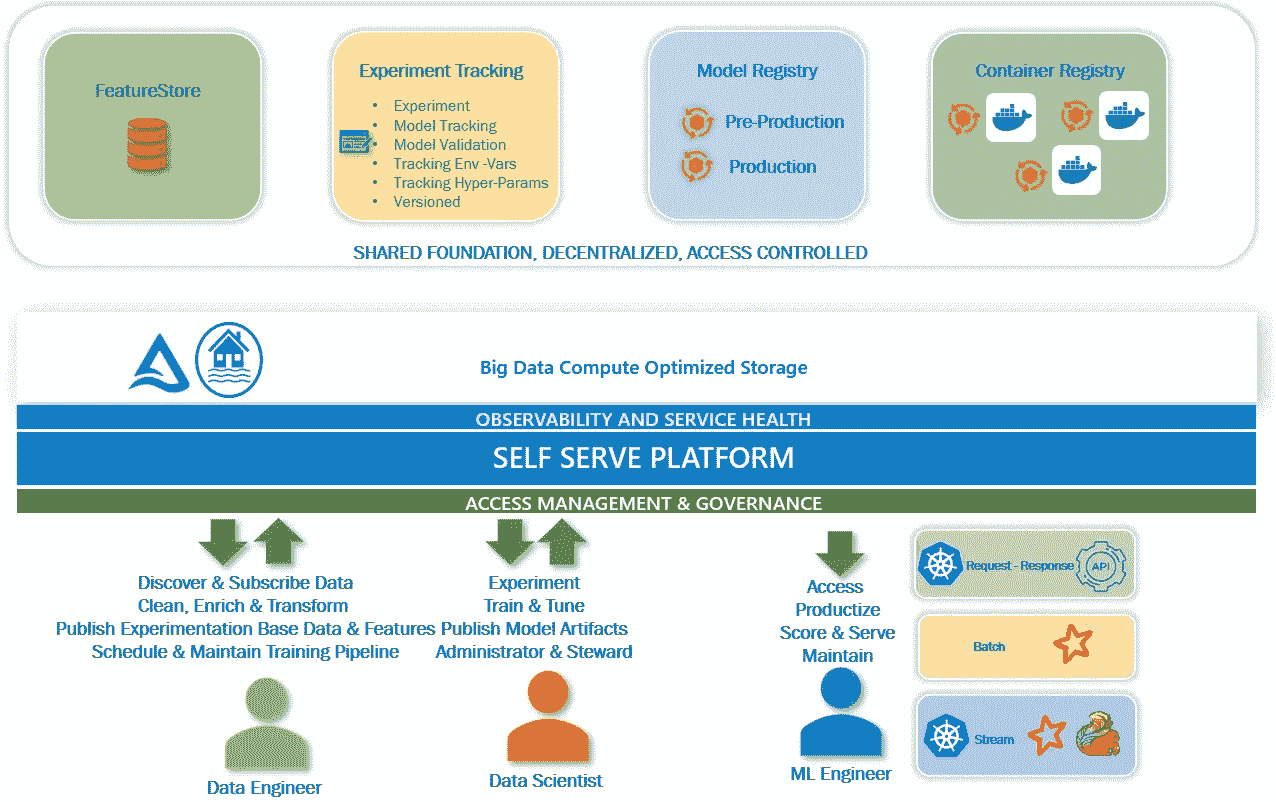 FeatureStore
Experiment Tracking
• Experiment
• Model Tracking
• Model Validation
• Tracking Env -Vars
• Tracking Hyper-Params
• Versioned
Model Registry
Pre-Production
Production
Container Registry
SHARED FOUNDATION, DECENTRALIZED, ACCESS CONTROLLED
Big Data Compute Optimized Storage
OBSERVABILITY AND SERVICE HEALTH
SELF SERVE PLATFORM
ACCESS MANAGEMENT & GOVERNANCE
Discover & Subscribe Data
Clean, Enrich & Transform
Publish Experimentation Base Data & Features
Schedule & Maintain Training Pipeline
Data Engineer
Experiment
Train & Tune
Publish Model Artifacts
Administrator & Steward
Data Scientist
Access
Productize
Score & Serve
Maintain
ML Engineer
Request - Response
API
Batch
Stream